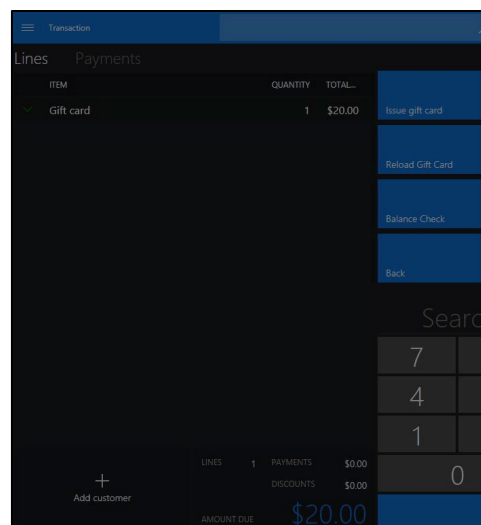 Transaction
Lines Payments
ITEM QUANTITY TOTAL...
Gift card 1 $20.00
Issue gift card
Reload Gift Card
Balance Check
Back
Searc
7
4
1
0
LINES 1 PAYMENTS $0.00
DISCOUNTS $0.00
Add customer
AMOUNT DUE $20.00